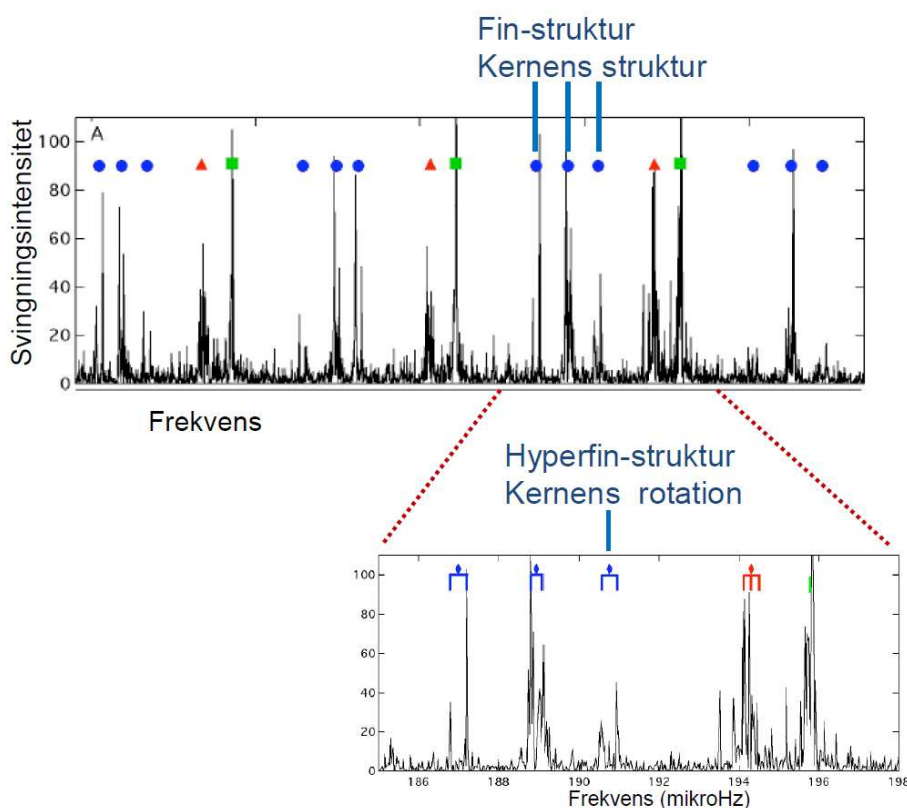 Fin-struktur
Kernens struktur
A
100
80
60
40
20
0
Svingningsintensitet
Frekvens
Hyperfin-struktur
Kernens rotation
100
80
60
40
20
0
186 188 190 192 194 196 198
Frekvens (mikroHz)